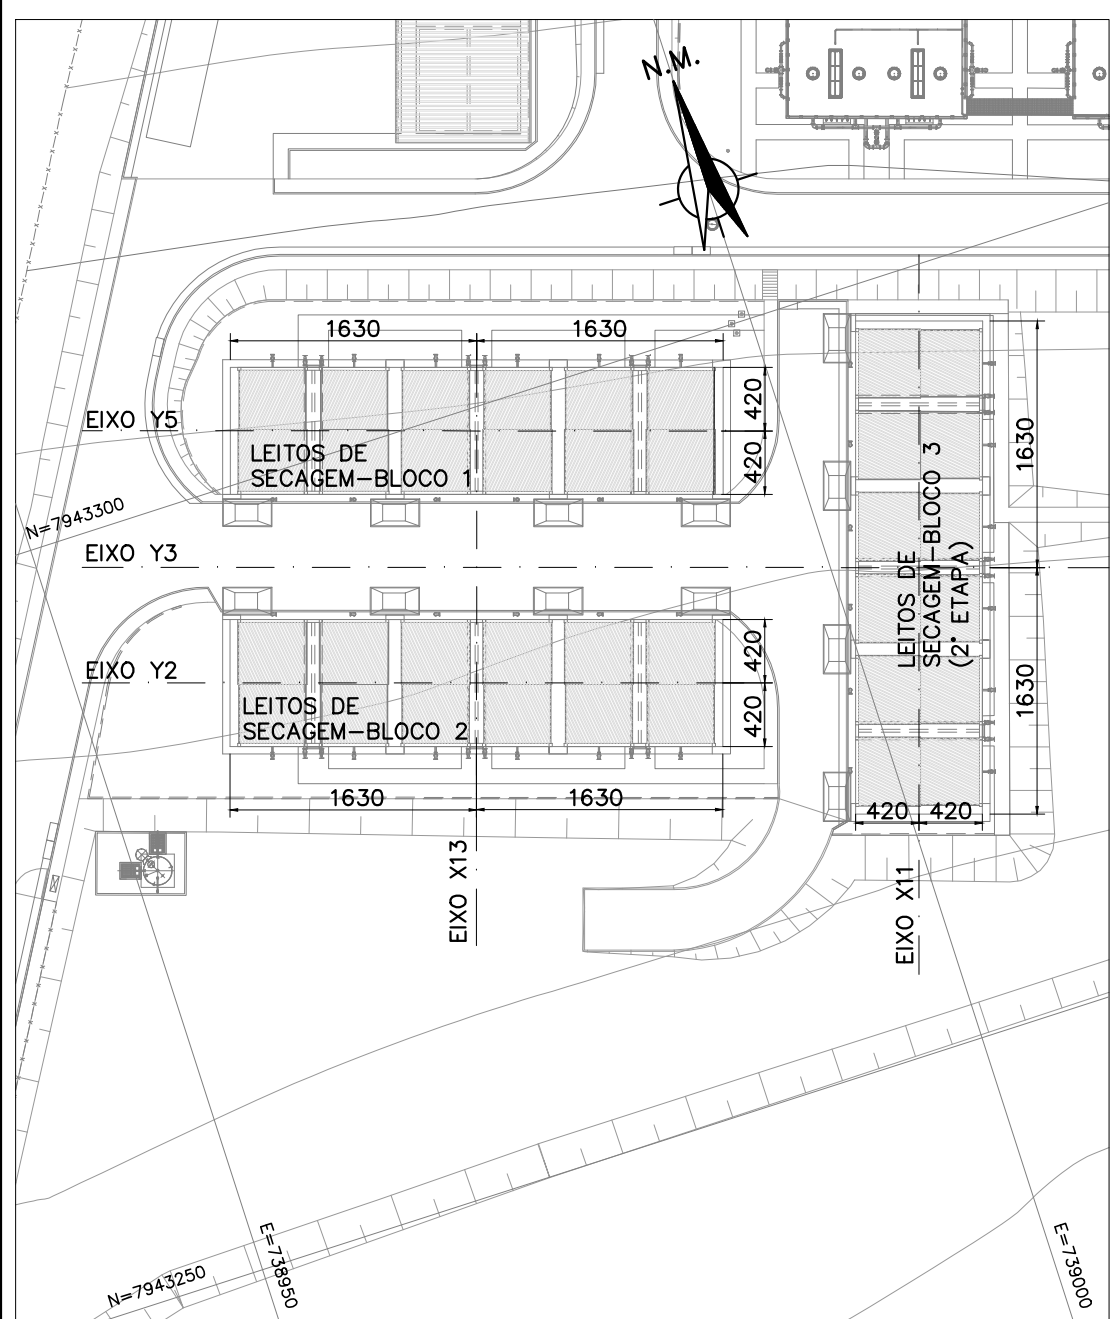 N.M.
1630
1630
EIXO Y5
420
420
LEITOS DE
SECAGEM-BLOCO 1
N=7943300
EIXO Y3
EIXO Y2
420
420
LEITOS DE
SECAGEM-BLOCO 2
1630
1630
EIXO X13
LEITOS DE
SECAGEM-BLOCO 3
(2ª ETAPA)
1630
1630
420
420
EIXO X11
N=7943250
E=738950
E=739000